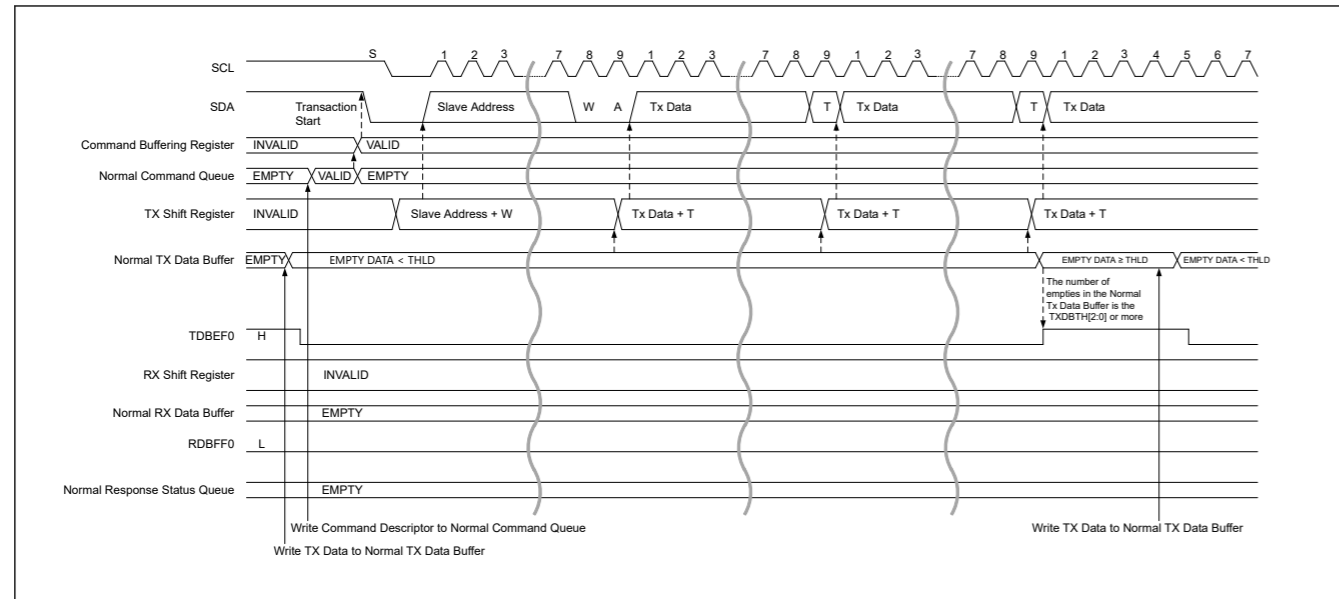 S 1 2 3 7 8 9 1 2 3 7 8 9 1 2 3 7 8 9 1 2 3 4 5 6 7
SCL
SDA Transaction Start Slave Address W A Tx Data T Tx Data T Tx Data
Command Buffering Register INVALID VALID
Normal Command Queue EMPTY VALID EMPTY
TX Shift Register INVALID Slave Address + W Tx Data + T Tx Data + T Tx Data + T
Normal TX Data Buffer EMPTY EMPTY DATA < THLD EMPTY DATA ≥ THLD EMPTY DATA < THLD
The number of
empties in the Normal
Tx Data Buffer is the
TXDBTH[2:0] or more
TDBEF0 H
RX Shift Register INVALID
Normal RX Data Buffer EMPTY
RDBFF0 L
Normal Response Status Queue EMPTY
Write Command Descriptor to Normal Command Queue Write TX Data to Normal TX Data Buffer
Write TX Data to Normal TX Data Buffer